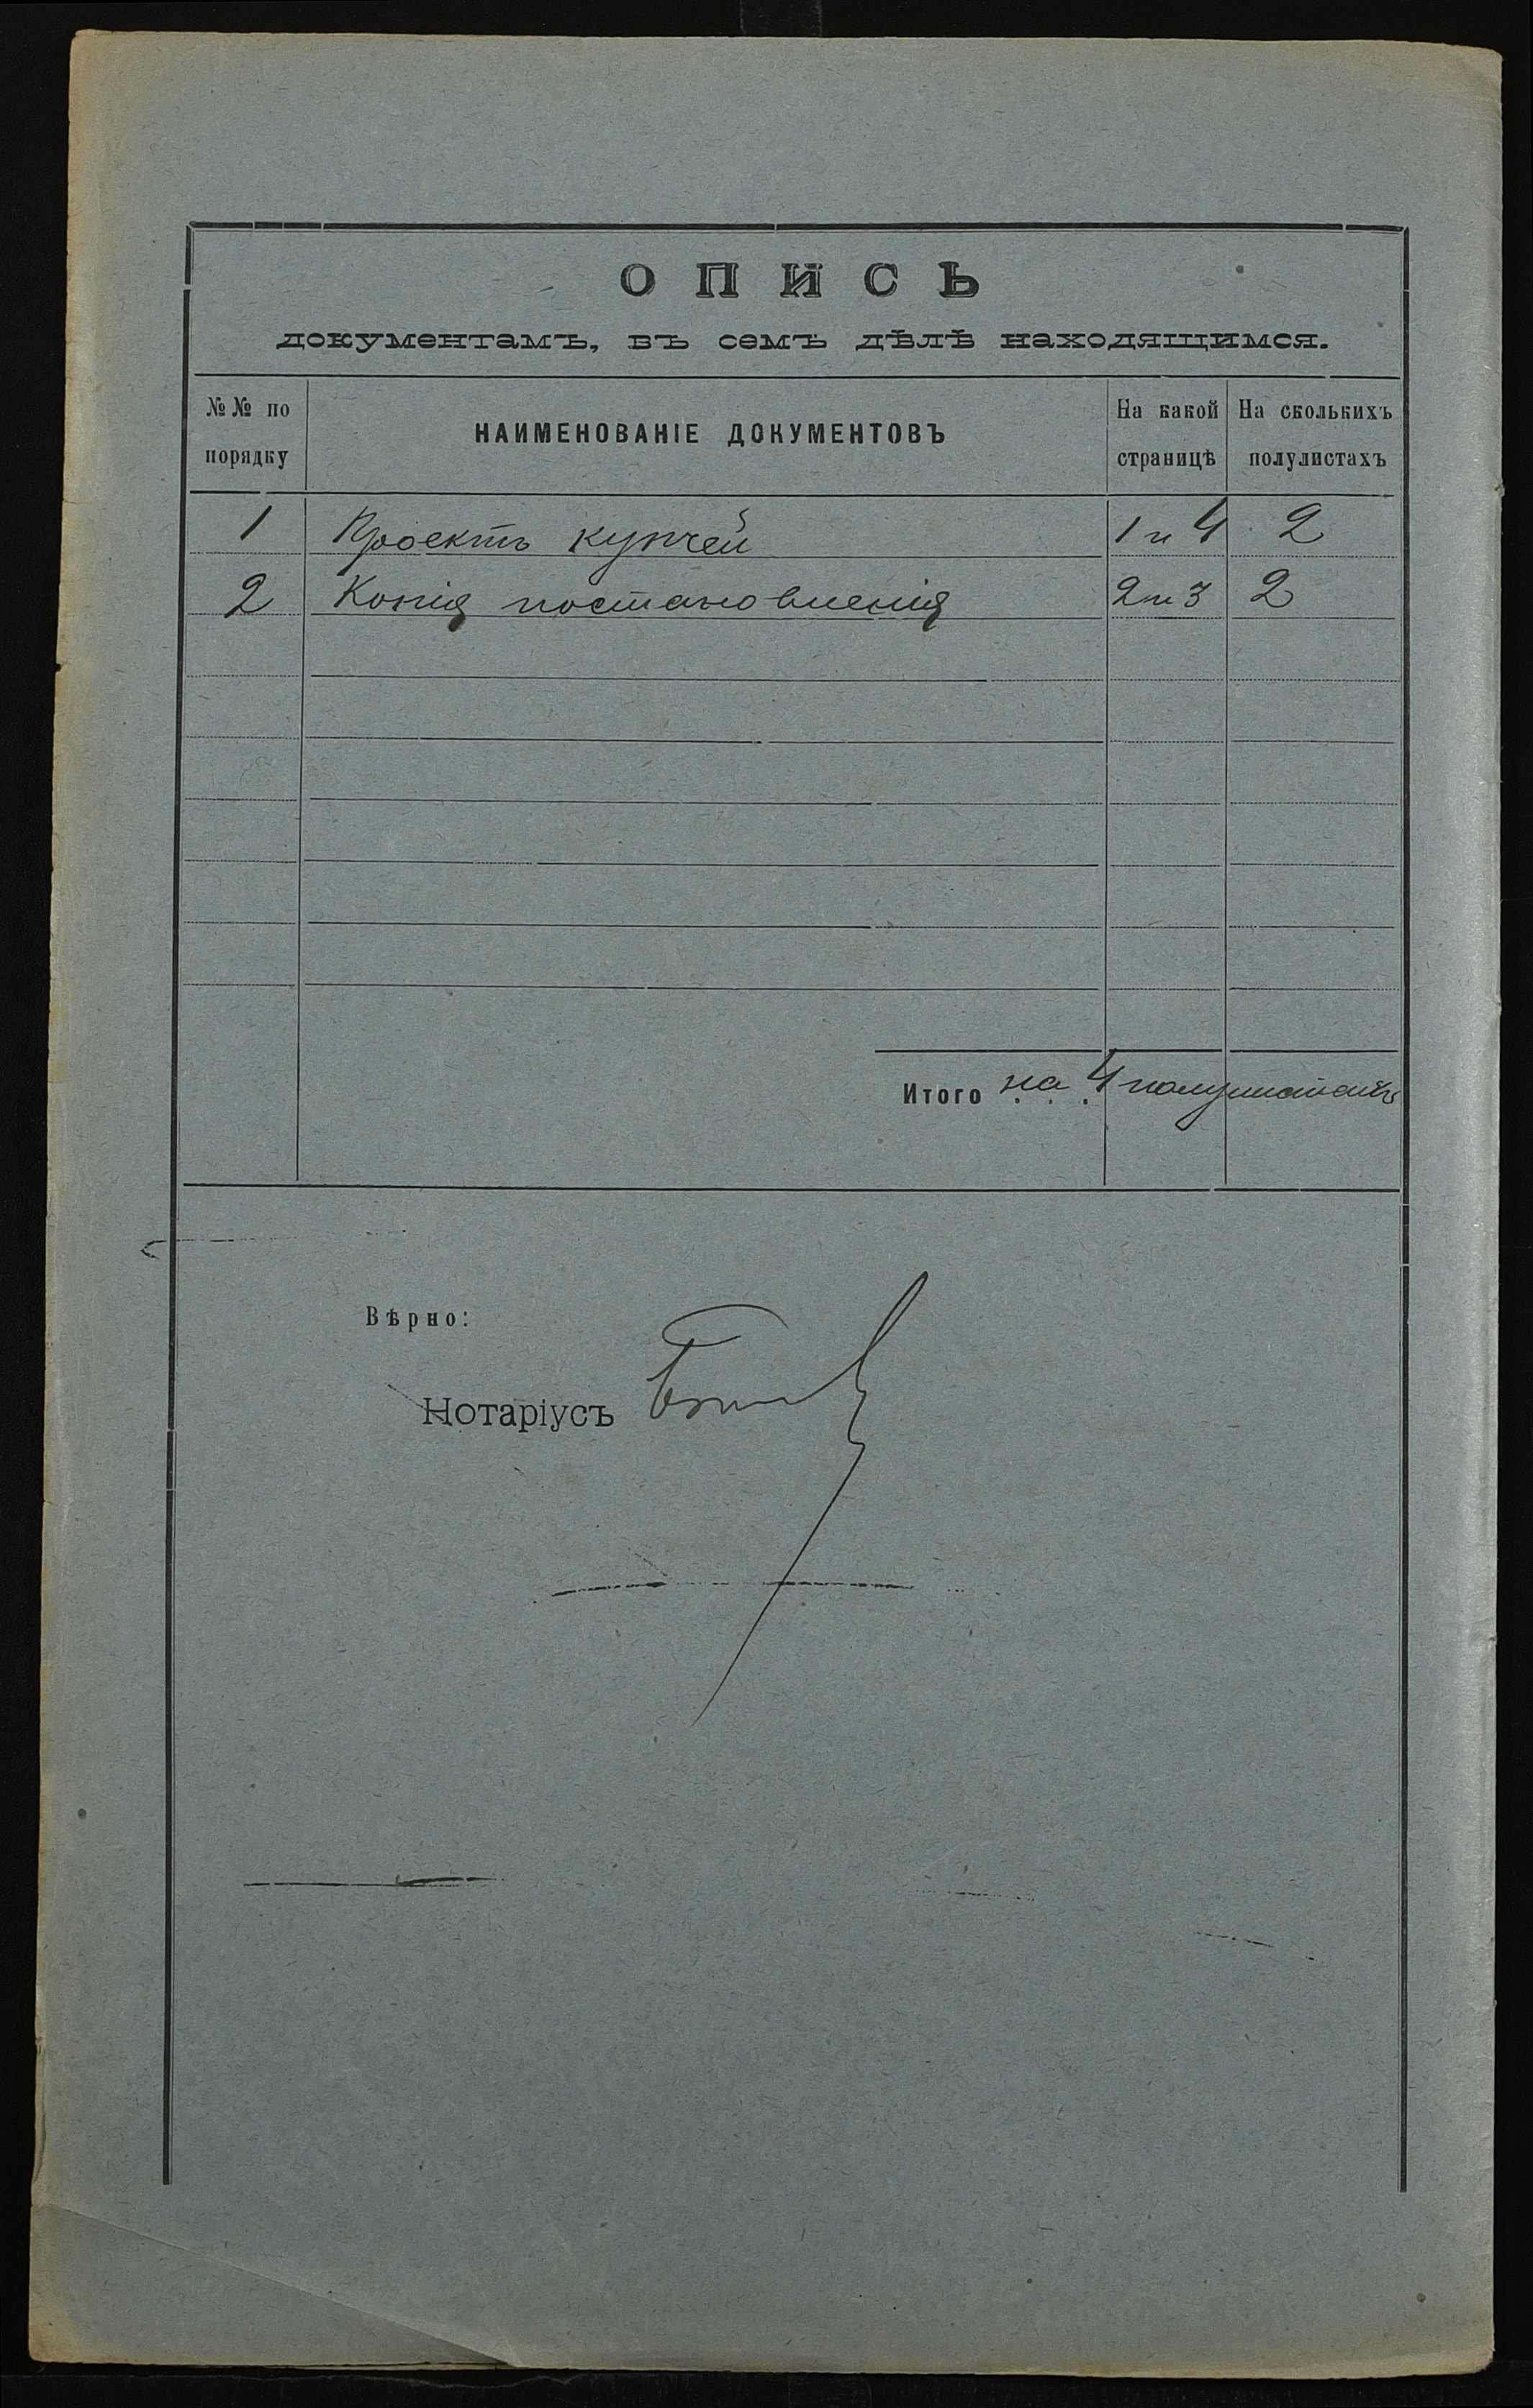 ОПИСЬ
документамъ, въ семъ дѣлѣ находящимся.
№№ по порядку НАИМЕНОВАНІЕ ДОКУМЕНТОВЪ На какой страницѣ На сколькихъ полулистахъ
1 Проектъ купчей 1 и 4 2
2 Копія постановленія 2 и 3 2
Итого на 4 полулистахъ
Вѣрно:
Нотаріусъ